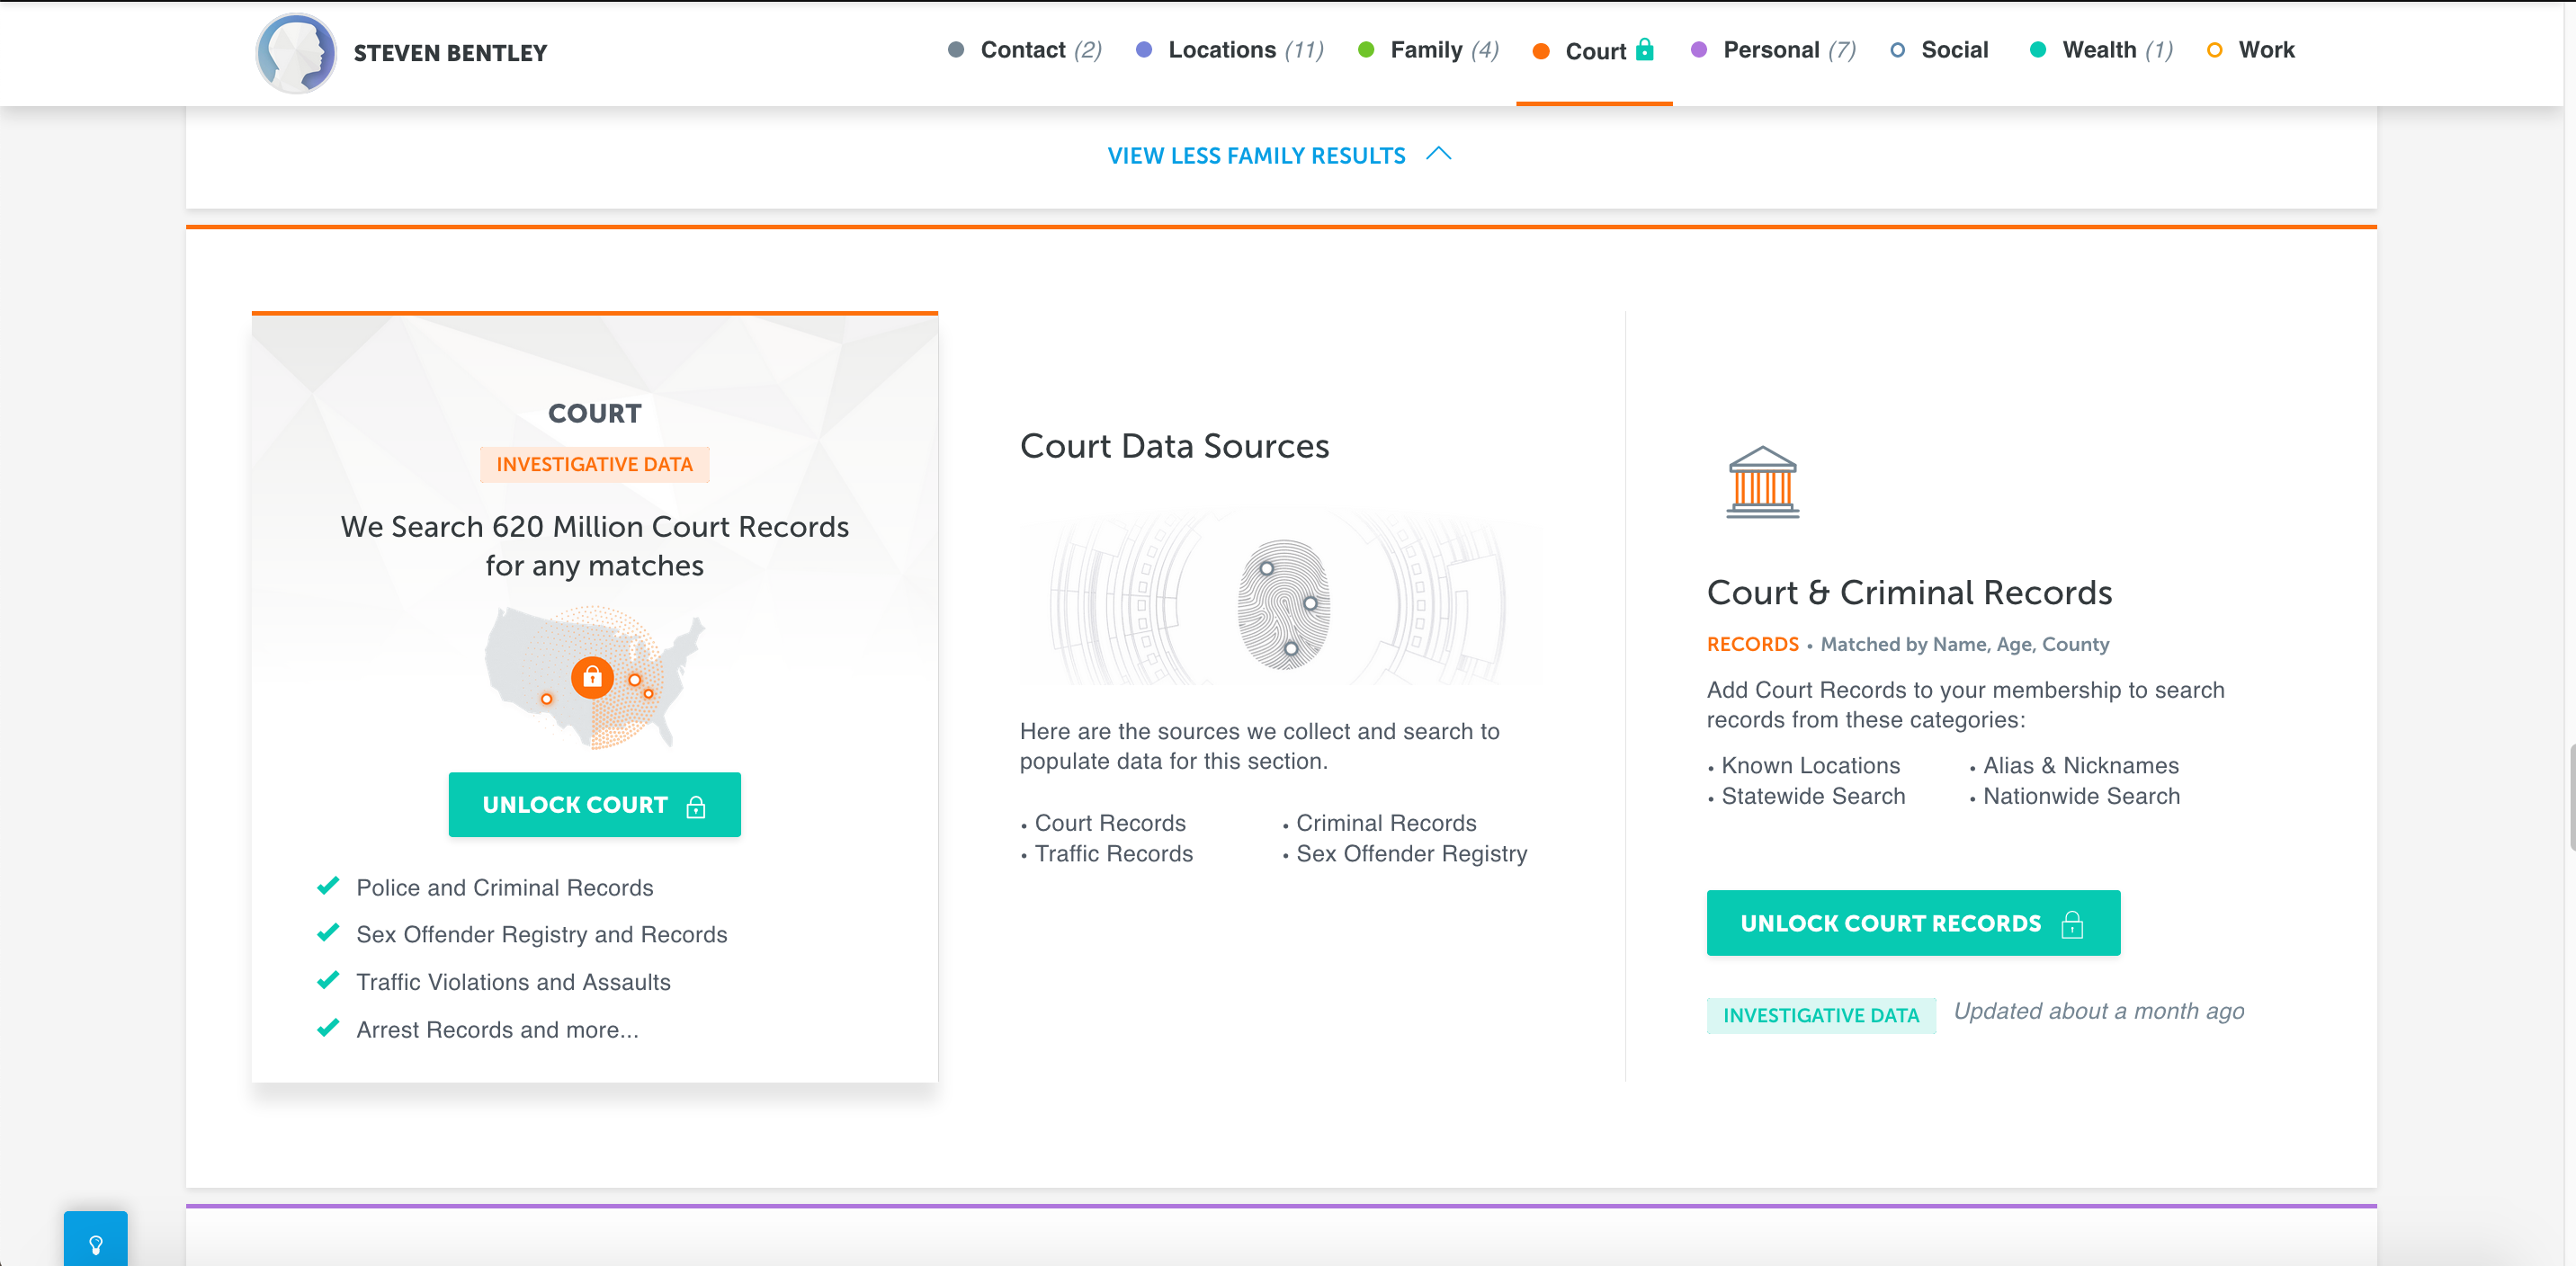 STEVEN BENTLEY
Contact (2) Locations (11) Family (4) Court Personal (7) Social Wealth (1) Work
VIEW LESS FAMILY RESULTS
COURT
INVESTIGATIVE DATA
We Search 620 Million Court Records
for any matches
UNLOCK COURT
Police and Criminal Records
Sex Offender Registry and Records
Traffic Violations and Assaults
Arrest Records and more...
Court Data Sources
Here are the sources we collect and search to
populate data for this section.
• Court Records • Criminal Records
• Traffic Records • Sex Offender Registry
Court & Criminal Records
RECORDS • Matched by Name, Age, County
Add Court Records to your membership to search
records from these categories:
• Known Locations • Alias & Nicknames
• Statewide Search • Nationwide Search
UNLOCK COURT RECORDS
INVESTIGATIVE DATA Updated about a month ago